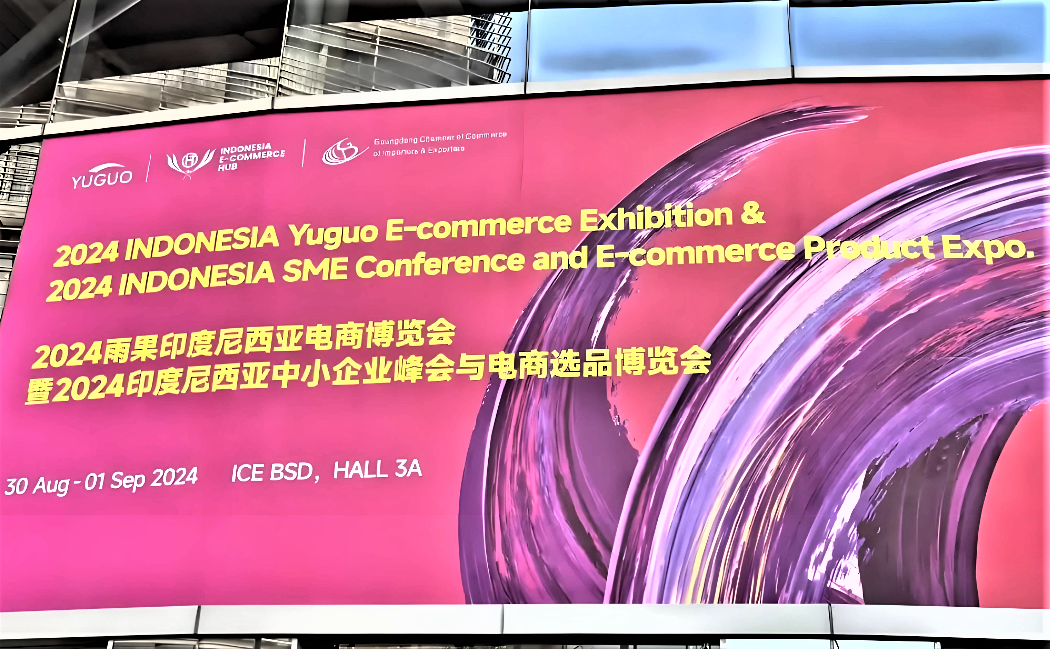 YUGUO
INDONESIA
E-COMMERCE
HUB
Guangdong Chamber of Commerce
of Importers & Exporters
2024 INDONESIA Yuguo E-commerce Exhibition &
2024 INDONESIA SME Conference and E-commerce Product Expo.
2024雨果印度尼西亚电商博览会
暨2024印度尼西亚中小企业峰会与电商选品博览会
30 Aug - 01 Sep 2024 ICE BSD, HALL 3A